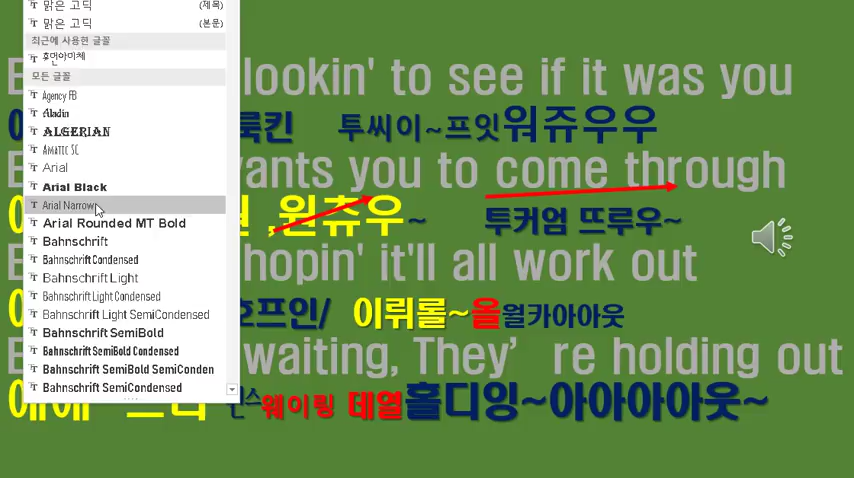 맑은 고딕 (제목)
맑은 고딕 (본문)
최근에 사용한 글꼴
휴먼아미체
모든 글꼴
Agency FB
Aladin
ALGERIAN
AMATIC SC
Arial
Arial Black
Arial Narrow
Arial Rounded MT Bold
Bahnschrift
Bahnschrift Condensed
Bahnschrift Light
Bahnschrift Light Condensed
Bahnschrift Light SemiCondensed
Bahnschrift SemiBold
Bahnschrift SemiBold Condensed
Bahnschrift SemiBold SemiConden
Bahnschrift SemiCondensed
lookin' to see if it was you
룩킨 투씨이~프잇워쥬우우
wants you to come through
,원츄우~ 투커엄 뜨루우~
hopin' it'll all work out
호프인/ 이뤄롤~올월카아아웃
waiting, They’re holding out
웨이링 데열홀디잉~아아아아웃~